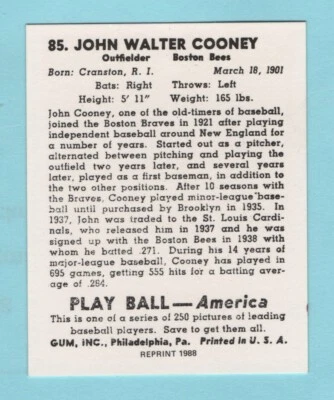 85. JOHN WALTER COONEY
Outfielder Boston Bees
Born: Cranston, R. I. March 18, 1901
Bats: Right Throws: Left
Height: 5' 11" Weight: 165 lbs.
John Cooney, one of the old-timers of baseball,
joined the Boston Braves in 1921 after playing
independent baseball around New England for
a number of years. Started out as a pitcher,
alternated between pitching and playing the
outfield two years later, and several years
later, played as a first baseman, in addition to
the two other positions. After 10 seasons with
the Braves, Cooney played minor-league base-
ball until purchased by Brooklyn in 1935. In
1937, John was traded to the St. Louis Cardi-
nals, who released him in 1937 and he was
signed up with the Boston Bees in 1938 with
whom he batted .271. During his 14 years of
major-league baseball, Cooney has played in
695 games, getting 555 hits for a batting aver-
age of .284.
PLAY BALL—America
This is one of a series of 250 pictures of leading
baseball players. Save to get them all.
GUM, INC., Philadelphia, Pa. Printed in U. S. A.
REPRINT 1988